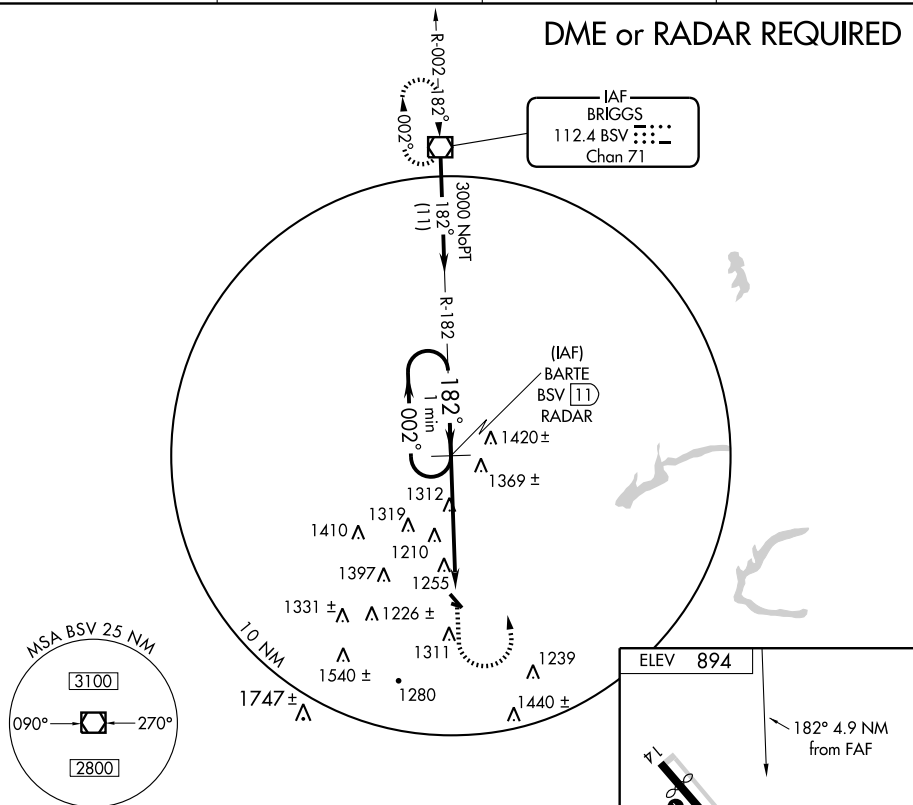 DME or RADAR REQUIRED
R-002
182°
002°
IAF
BRIGGS
112.4 BSV
Chan 71
3000 NoPT
182°
(11)
R-182
(IAF)
BARTE
BSV 11
RADAR
182°
1 min
002°
1420 ±
1369 ±
1312
1319
1410
1210
1397
1255
1331 ±
1226 ±
1311
1540 ±
1280
1239
1440 ±
1747 ±
10 NM
MSA BSV 25 NM
3100
090°
270°
2800
ELEV 894
182° 4.9 NM
from FAF
14